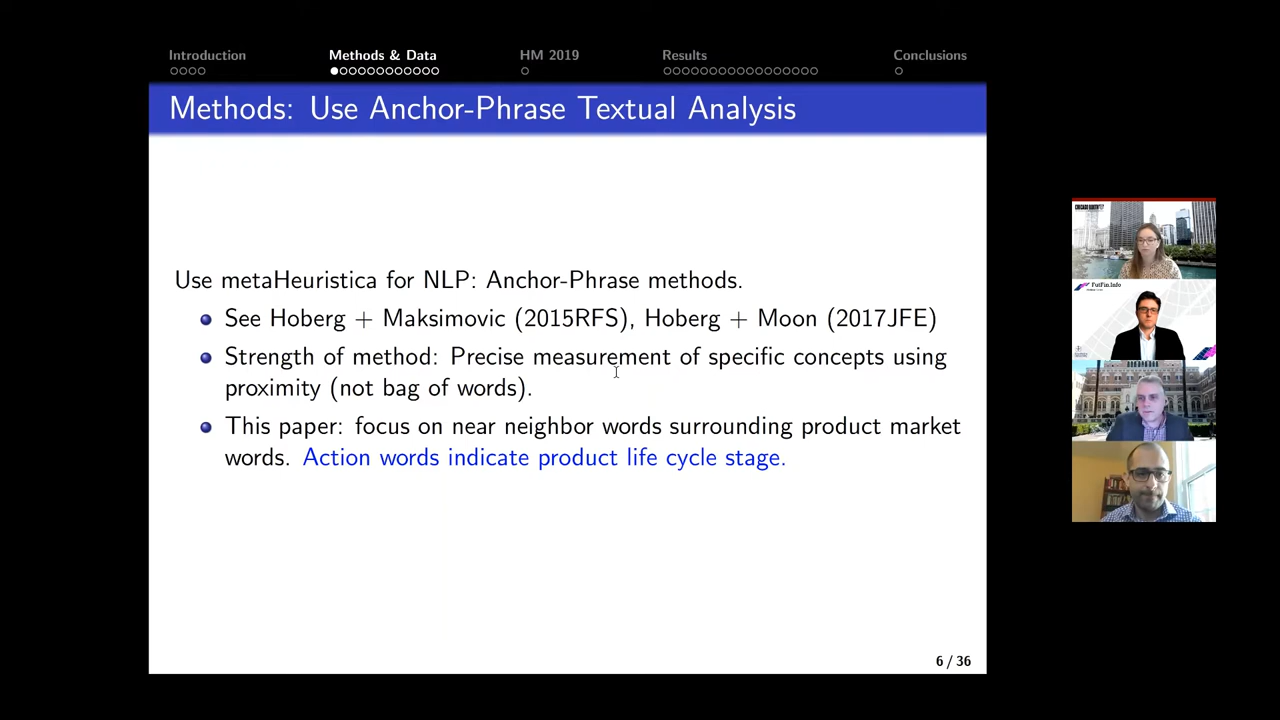 Introduction
Methods & Data
HM 2019
Results
Conclusions
Methods: Use Anchor-Phrase Textual Analysis
Use metaHeuristica for NLP: Anchor-Phrase methods.
See Hoberg + Maksimovic (2015RFS), Hoberg + Moon (2017JFE)
Strength of method: Precise measurement of specific concepts using
proximity (not bag of words).
This paper: focus on near neighbor words surrounding product market
words. Action words indicate product life cycle stage.
6 / 36
FutFin.Info